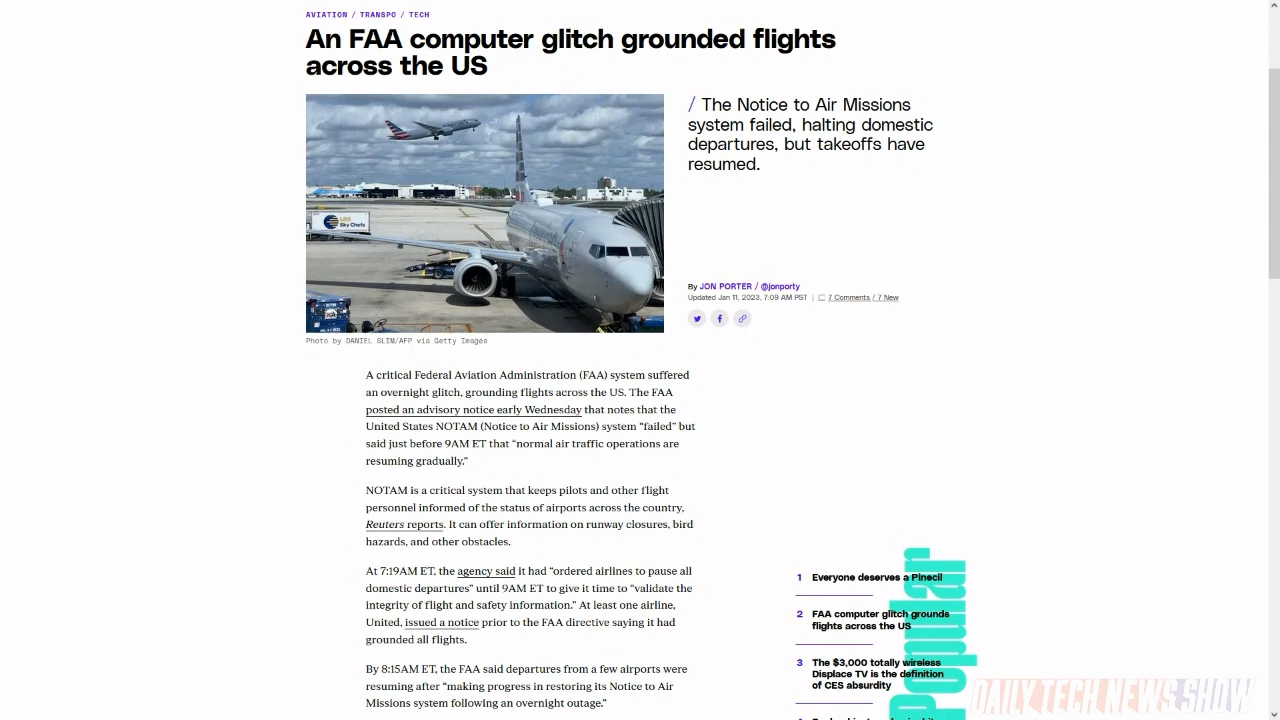 AVIATION / TRANSPO / TECH
An FAA computer glitch grounded flights
across the US
/ The Notice to Air Missions
system failed, halting domestic
departures, but takeoffs have
resumed.
LSG
Sky Chefs
By JON PORTER / @jonporty
Updated Jan 11, 2023, 7:09 AM PST | 7 Comments / 7 New
Photo by DANIEL SLIM/AFP via Getty Images
A critical Federal Aviation Administration (FAA) system suffered
an overnight glitch, grounding flights across the US. The FAA
posted an advisory notice early Wednesday that notes that the
United States NOTAM (Notice to Air Missions) system “failed” but
said just before 9AM ET that “normal air traffic operations are
resuming gradually.”
NOTAM is a critical system that keeps pilots and other flight
personnel informed of the status of airports across the country,
Reuters reports. It can offer information on runway closures, bird
hazards, and other obstacles.
At 7:19AM ET, the agency said it had “ordered airlines to pause all
domestic departures” until 9AM ET to give it time to “validate the
integrity of flight and safety information.” At least one airline,
United, issued a notice prior to the FAA directive saying it had
grounded all flights.
By 8:15AM ET, the FAA said departures from a few airports were
resuming after “making progress in restoring its Notice to Air
Missions system following an overnight outage.”
Popular
1 Everyone deserves a Pinecil
2 FAA computer glitch grounds
flights across the US
3 The $3,000 totally wireless
Displace TV is the definition
of CES absurdity
DAILY TECH NEWS SHOW